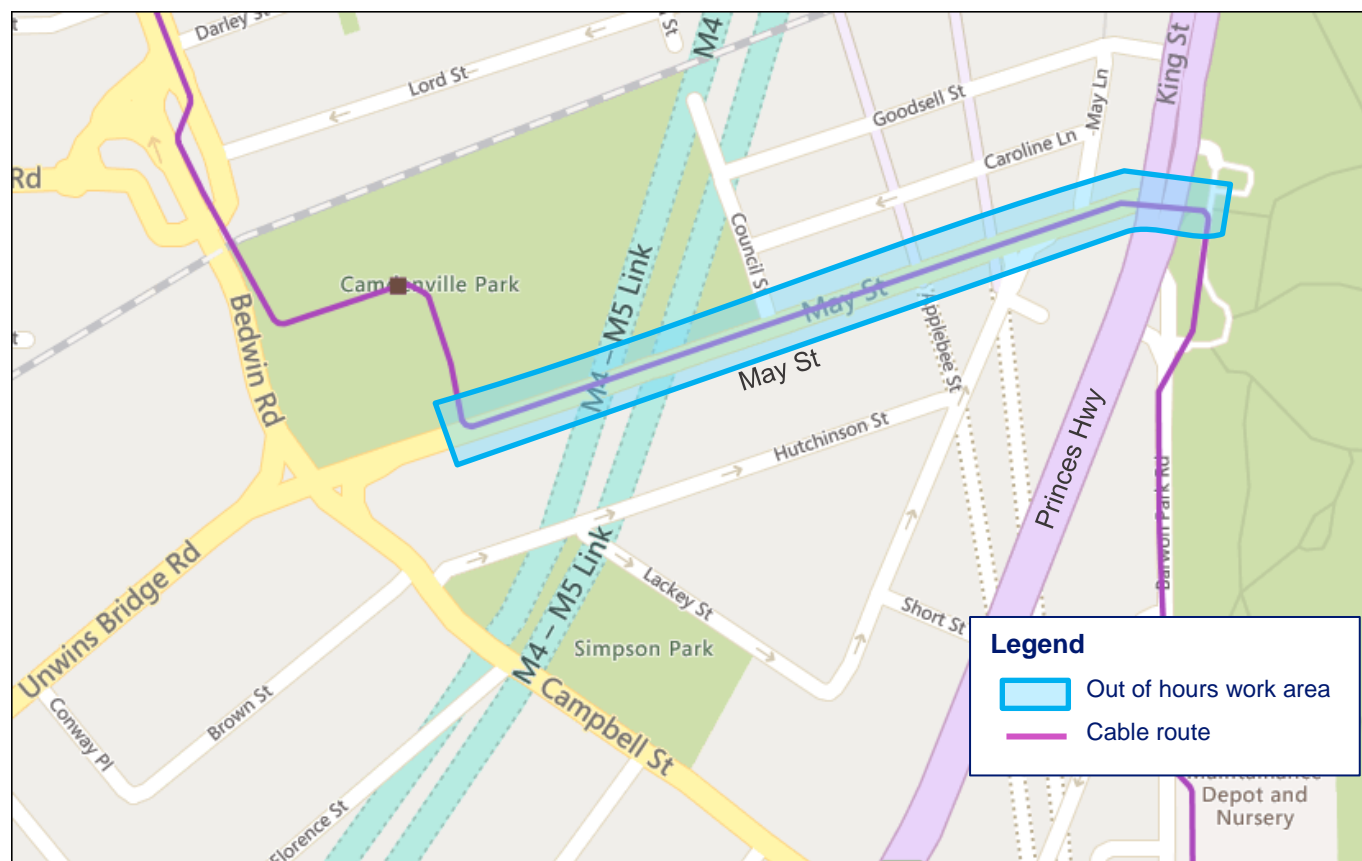 Darley St
Lord St
St
M4
King St
Goodsell St
May Ln
Caroline Ln
Rd
Council S
M4 – M5 Link
Camdenville Park
May St
Bedwin Rd
Applebee St
May St
Princes Hwy
Hutchinson St
Barwon Park Rd
Unwins Bridge Rd
M4 – M5 Link
Lackey St
Short St
Simpson Park
Conway Pl
Brown St
Campbell St
Florence St
Legend
Out of hours work area
Cable route
Depot and
Nursery